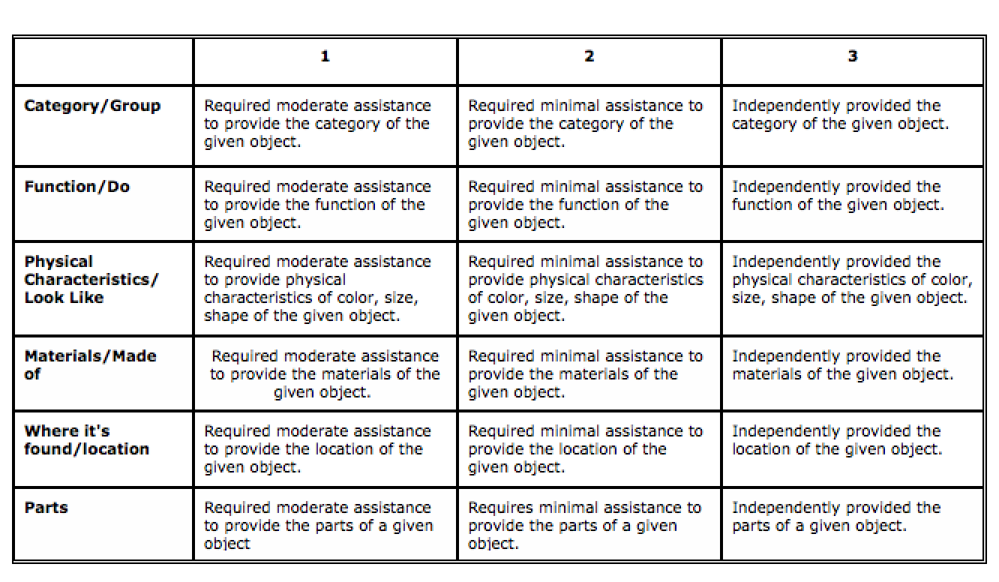 1
2
3
Category/Group
Required moderate assistance
to provide the category of the
given object.
Required minimal assistance to
provide the category of the
given object.
Independently provided the
category of the given object.
Function/Do
Required moderate assistance
to provide the function of the
given object.
Required minimal assistance to
provide the function of the
given object.
Independently provided the
function of the given object.
Physical
Characteristics/
Look Like
Required moderate assistance
to provide physical
characteristics of color, size,
shape of the given object.
Required minimal assistance to
provide physical characteristics
of color, size, shape of the
given object.
Independently provided the
physical characteristics of color,
size, shape of the given object.
Materials/Made
of
Required moderate assistance
to provide the materials of the
given object.
Required minimal assistance to
provide the materials of the
given object.
Independently provided the
materials of the given object.
Where it's
found/location
Required moderate assistance
to provide the location of the
given object.
Required minimal assistance to
provide the location of the
given object.
Independently provided the
location of the given object.
Parts
Required moderate assistance
to provide the parts of a given
object
Requires minimal assistance to
provide the parts of a given
object.
Independently provided the
parts of a given object.